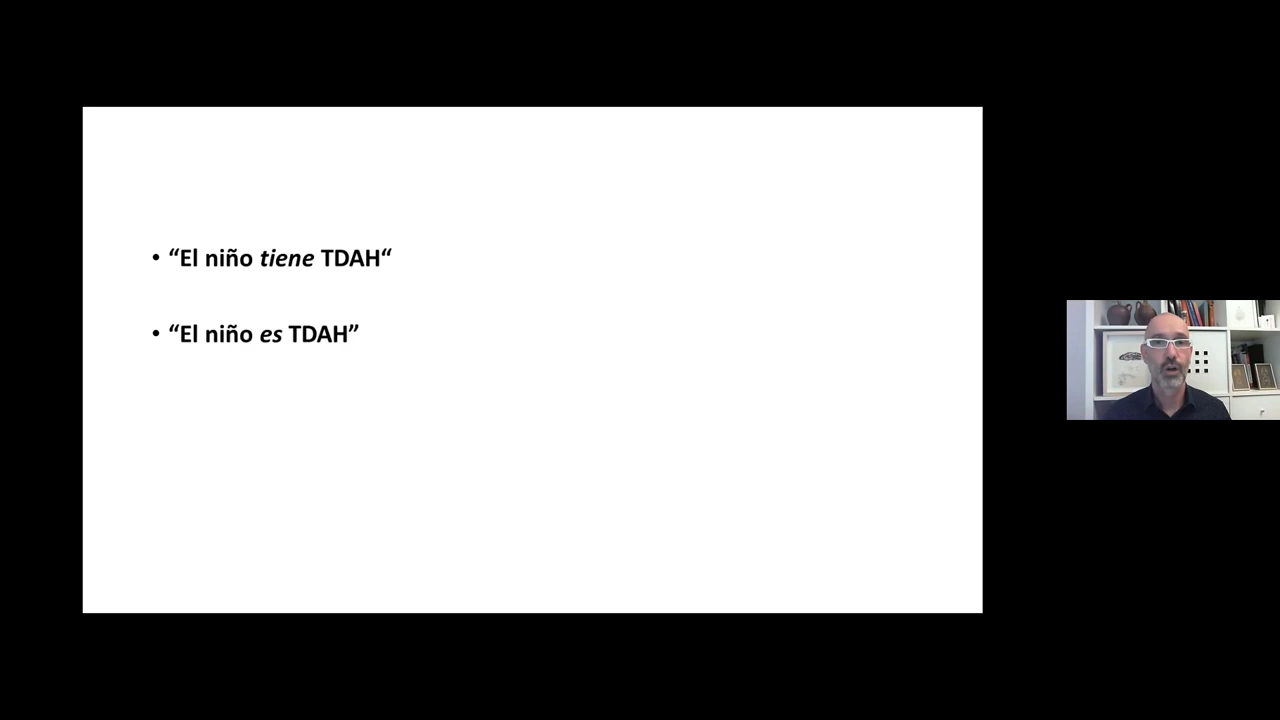 • “El niño tiene TDAH“
• “El niño es TDAH”